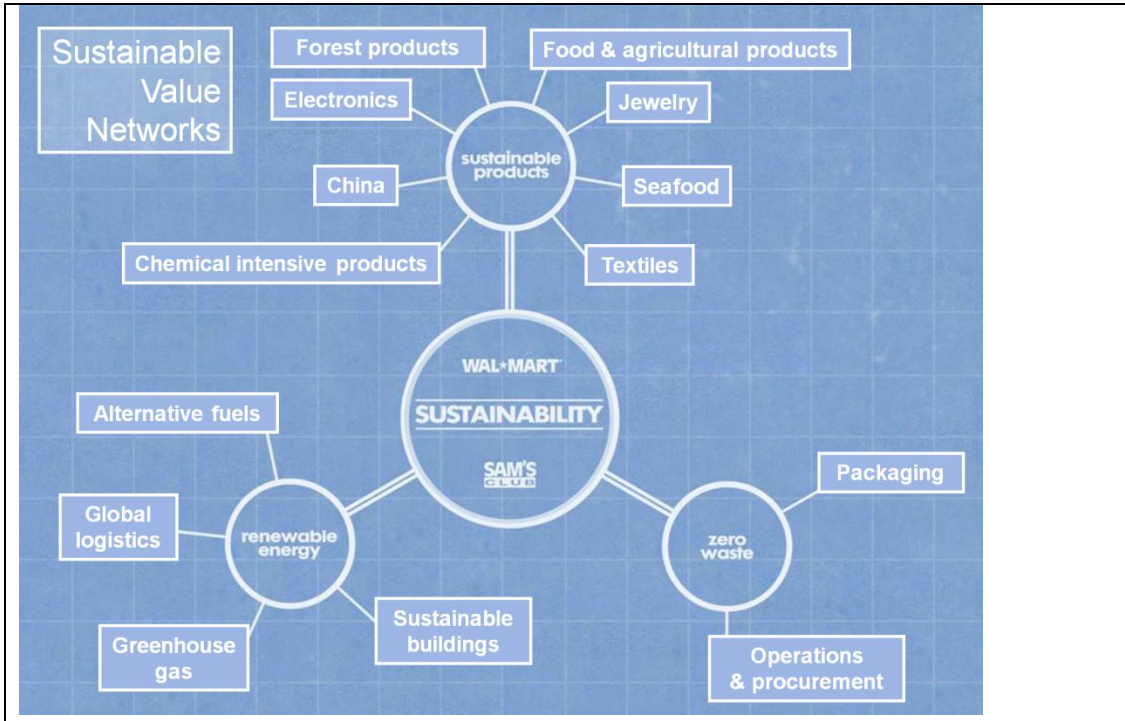 Sustainable
Value
Networks
Forest products
Food & agricultural products
Electronics
Jewelry
sustainable
products
China
Seafood
Chemical intensive products
Textiles
WAL★MART
SUSTAINABILITY
SAM'S
CLUB
Alternative fuels
Global
logistics
renewable
energy
Greenhouse
gas
Sustainable
buildings
Packaging
zero
waste
Operations
& procurement